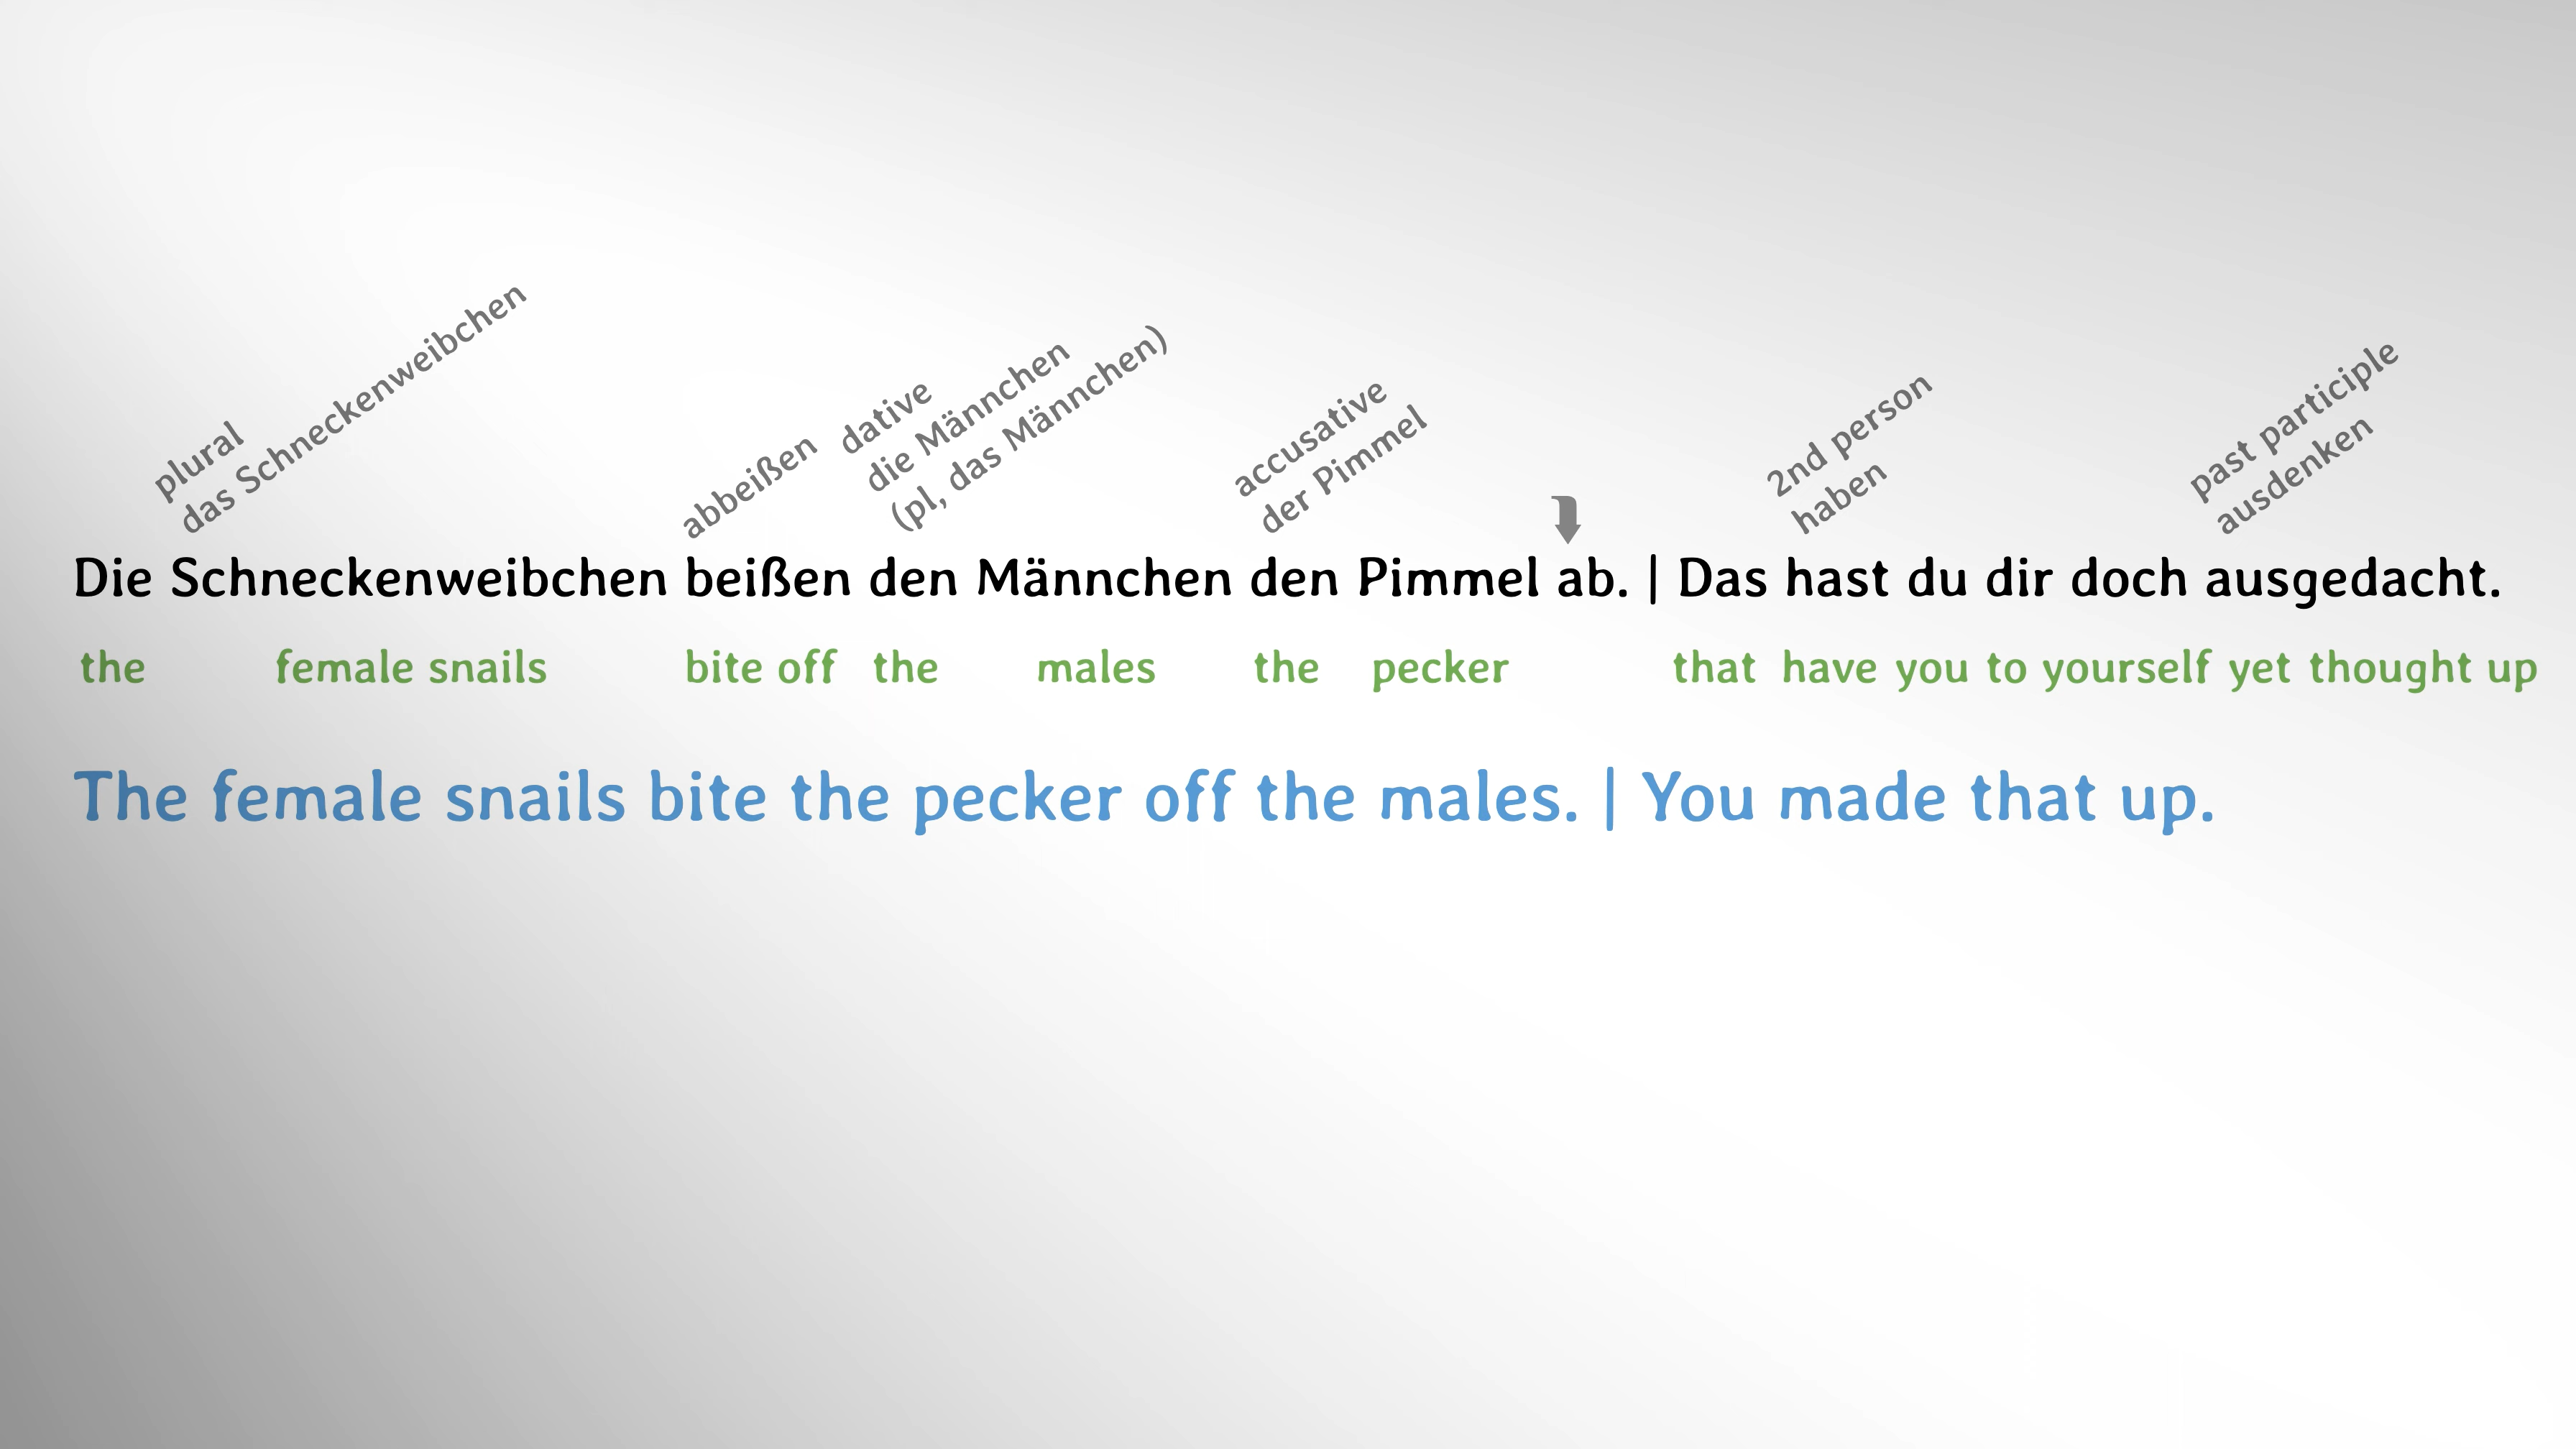 plural
das Schneckenweibchen
abbeißen
dative
die Männchen
(pl, das Männchen)
accusative
der Pimmel
2nd person
haben
past participle
ausdenken
Die Schneckenweibchen beißen den Männchen den Pimmel ab. | Das hast du dir doch ausgedacht.
the female snails bite off the males the pecker that have you to yourself yet thought up
The female snails bite the pecker off the males. | You made that up.